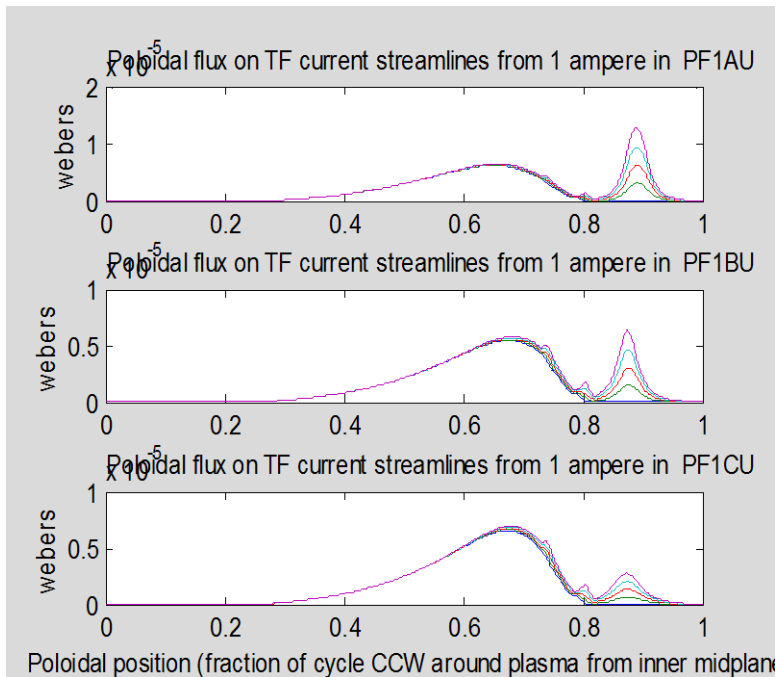 Poloidal flux on TF current streamlines from 1 ampere in PF1AU
x 10^-5
webers
2
1
0
0 0.2 0.4 0.6 0.8 1
Poloidal flux on TF current streamlines from 1 ampere in PF1BU
x 10^-5
webers
1
0.5
0
0 0.2 0.4 0.6 0.8 1
Poloidal flux on TF current streamlines from 1 ampere in PF1CU
x 10^-5
webers
1
0.5
0
0 0.2 0.4 0.6 0.8 1
Poloidal position (fraction of cycle CCW around plasma from inner midplane